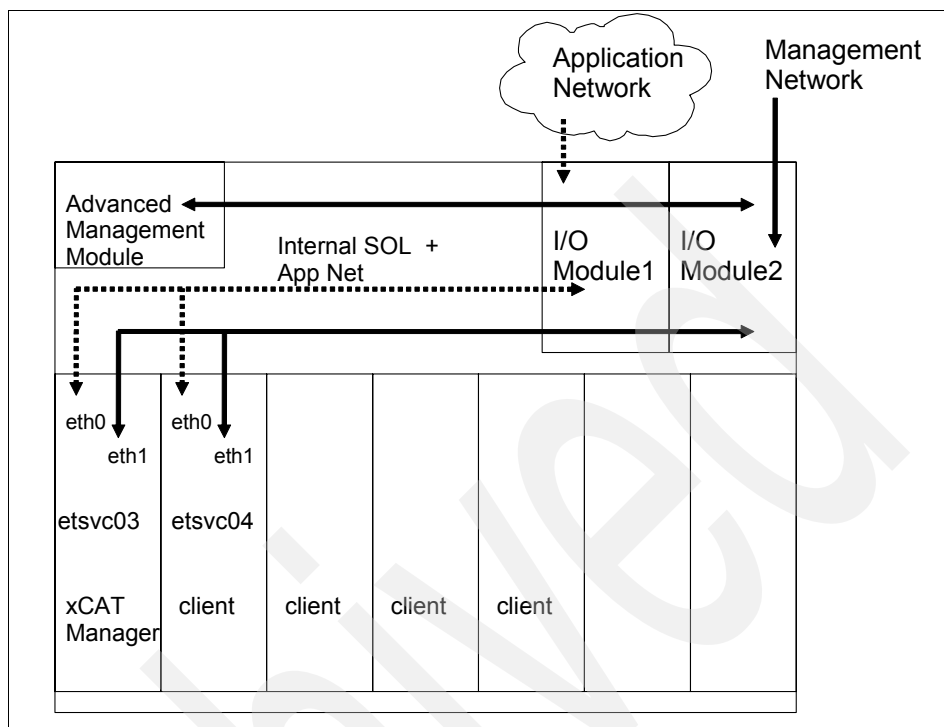 Application
Network
Management
Network
Advanced
Management
Module
Internal SOL +
App Net
I/O
Module1
I/O
Module2
eth0
eth1
eth0
eth1
etsvc03
etsvc04
xCAT
Manager
client
client
client
client